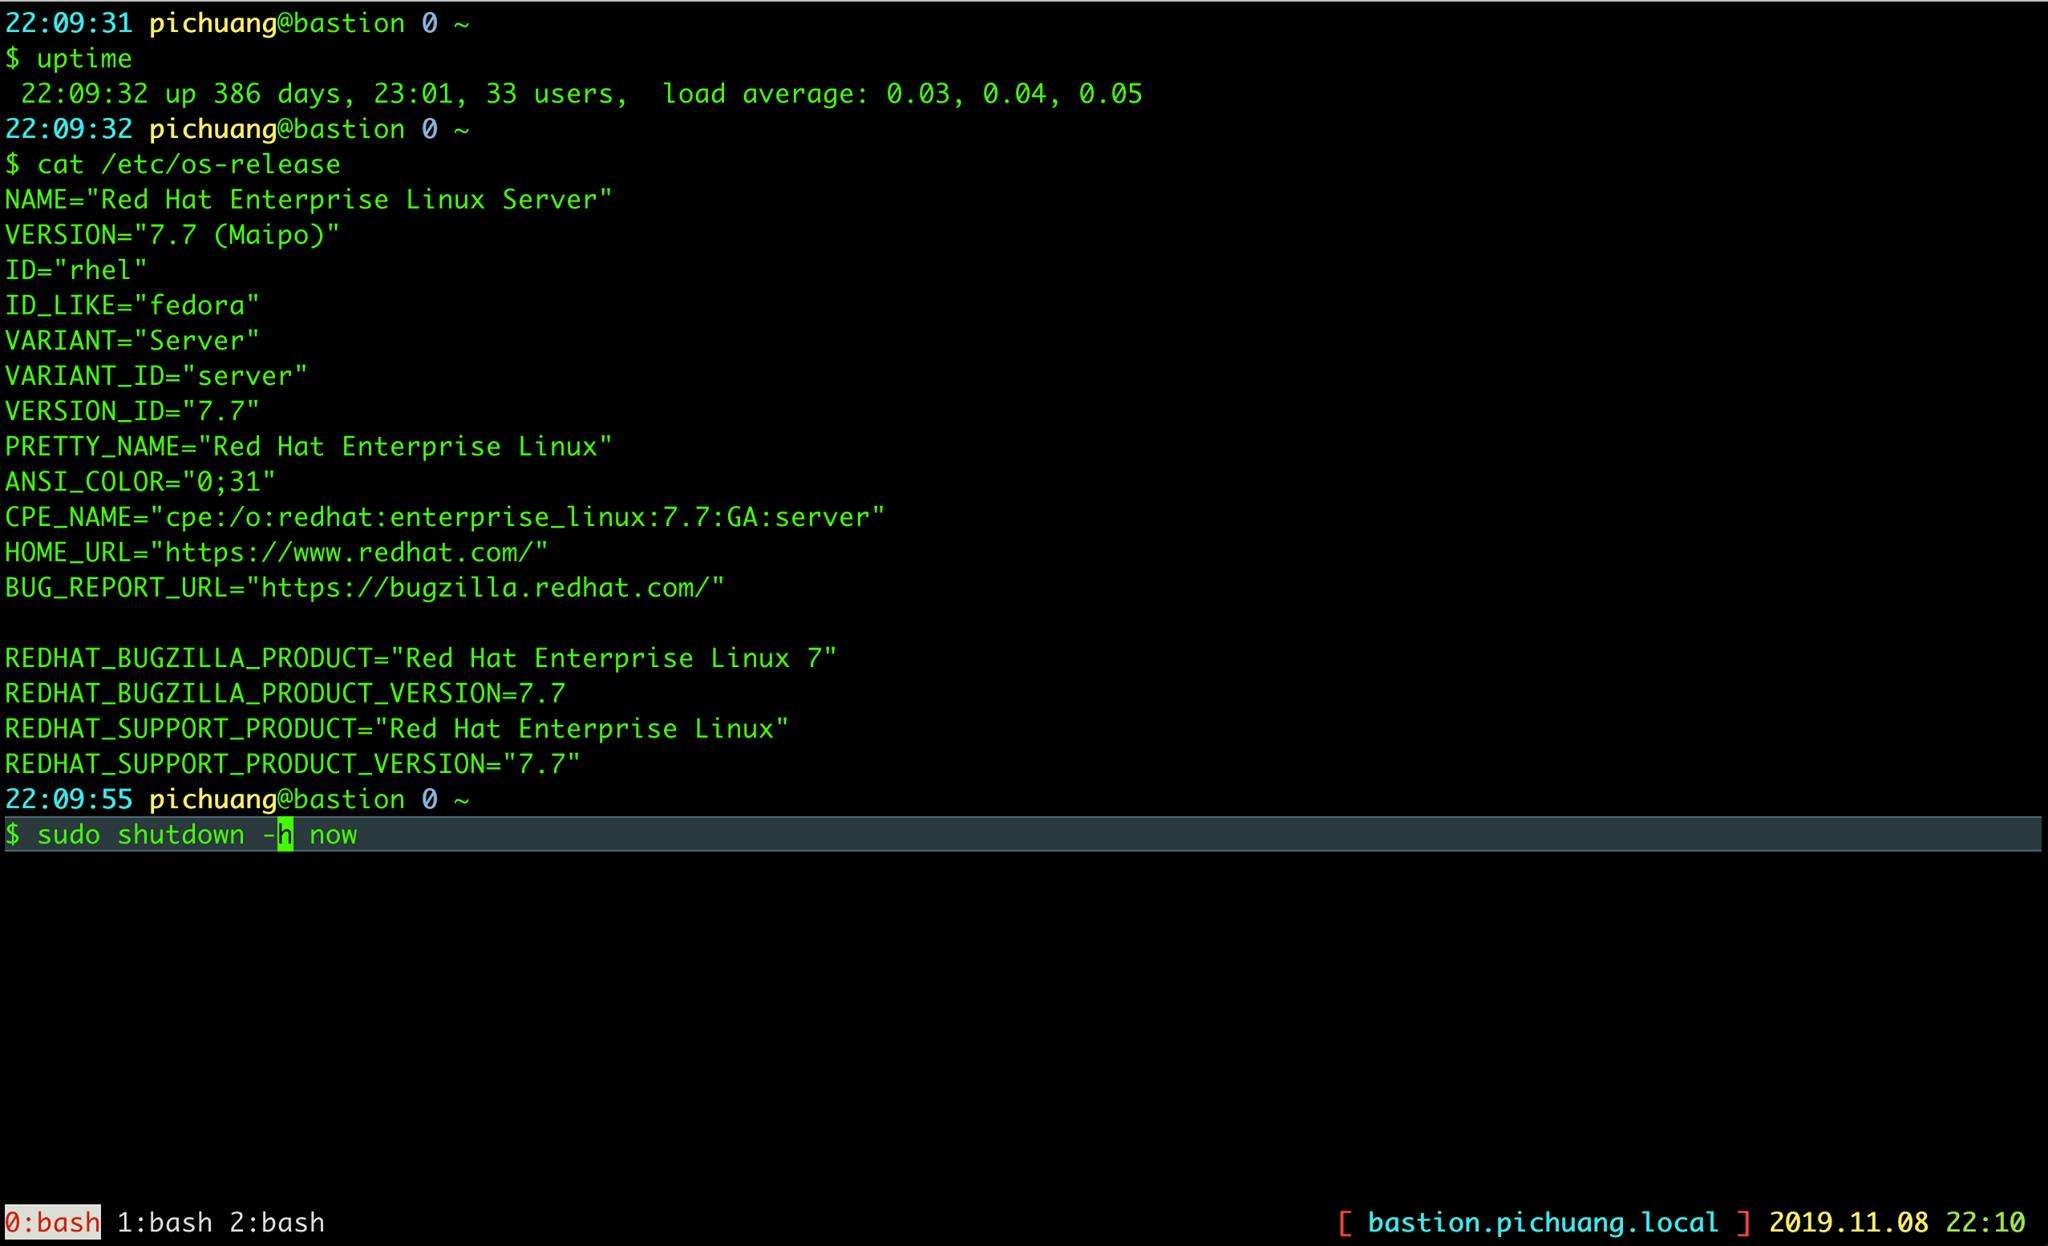 22:09:31 pichuang@bastion 0 ~
$ uptime
 22:09:32 up 386 days, 23:01, 33 users,  load average: 0.03, 0.04, 0.05
22:09:32 pichuang@bastion 0 ~
$ cat /etc/os-release
NAME="Red Hat Enterprise Linux Server"
VERSION="7.7 (Maipo)"
ID="rhel"
ID_LIKE="fedora"
VARIANT="Server"
VARIANT_ID="server"
VERSION_ID="7.7"
PRETTY_NAME="Red Hat Enterprise Linux"
ANSI_COLOR="0;31"
CPE_NAME="cpe:/o:redhat:enterprise_linux:7.7:GA:server"
HOME_URL="https://www.redhat.com/"
BUG_REPORT_URL="https://bugzilla.redhat.com/"
REDHAT_BUGZILLA_PRODUCT="Red Hat Enterprise Linux 7"
REDHAT_BUGZILLA_PRODUCT_VERSION=7.7
REDHAT_SUPPORT_PRODUCT="Red Hat Enterprise Linux"
REDHAT_SUPPORT_PRODUCT_VERSION="7.7"
22:09:55 pichuang@bastion 0 ~
$ sudo shutdown -h now
0:bash 1:bash 2:bash [ bastion.pichuang.local ] 2019.11.08 22:10